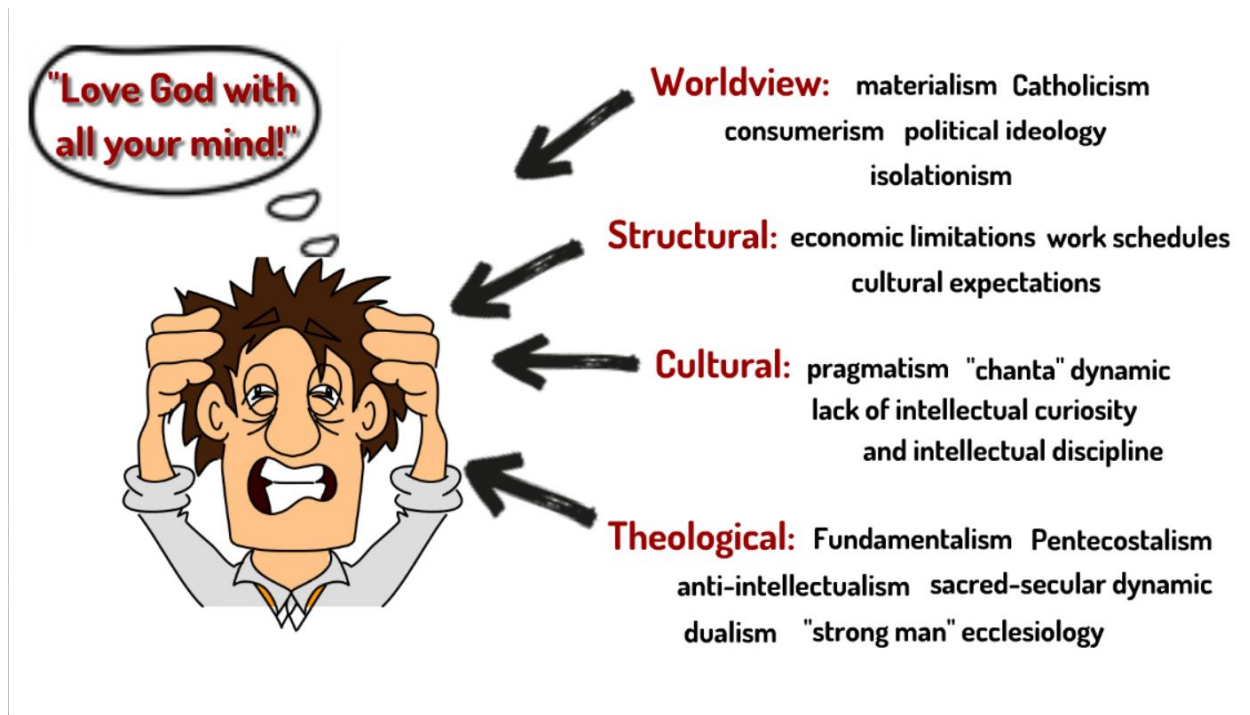 "Love God with
all your mind!"
Worldview: materialism Catholicism
consumerism political ideology
isolationism
Structural: economic limitations work schedules
cultural expectations
Cultural: pragmatism "chanta" dynamic
lack of intellectual curiosity
and intellectual discipline
Theological: Fundamentalism Pentecostalism
anti-intellectualism sacred-secular dynamic
dualism "strong man" ecclesiology